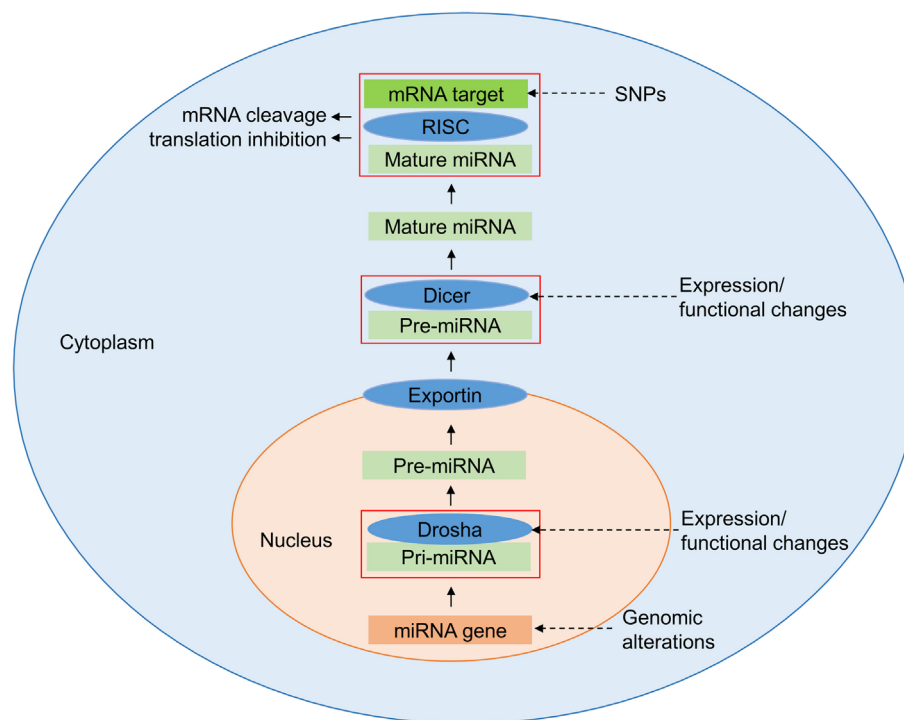 mRNA target
SNPs
mRNA cleavage
translation inhibition
RISC
Mature miRNA
Mature miRNA
Dicer
Pre-miRNA
Expression/
functional changes
Cytoplasm
Exportin
Pre-miRNA
Nucleus
Drosha
Pri-miRNA
Expression/
functional changes
miRNA gene
Genomic
alterations